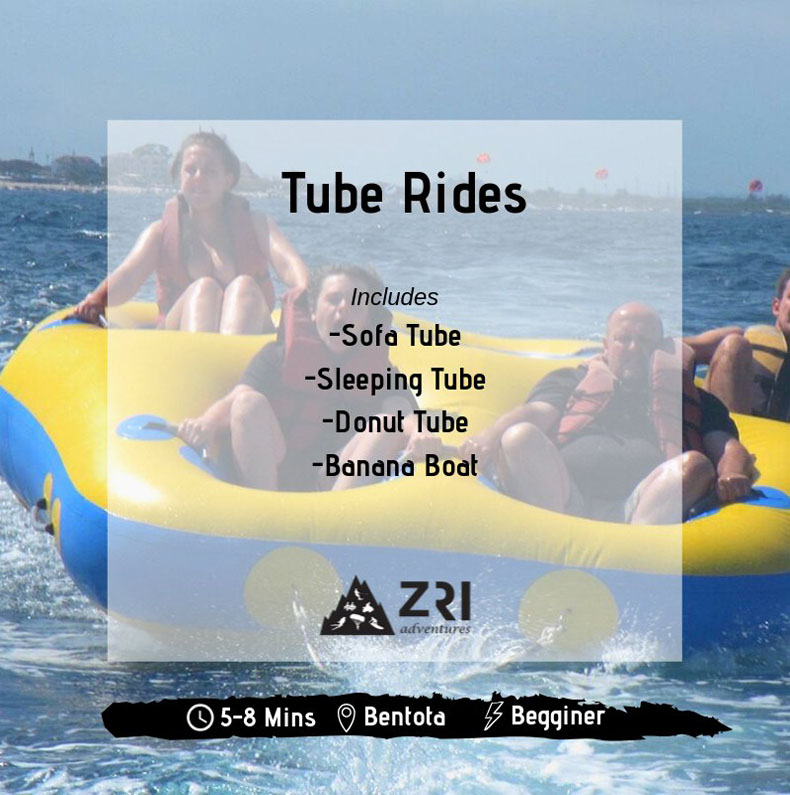 Tube Rides
Includes
-Sofa Tube
-Sleeping Tube
-Donut Tube
-Banana Boat
ZRI
adventures
5-8 Mins Bentota Begginer